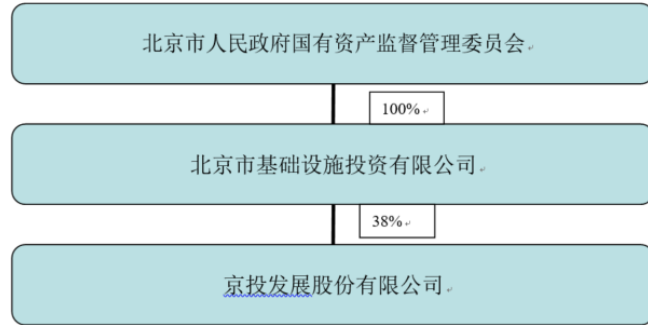 北京市人民政府国有资产监督管理委员会
100%
北京市基础设施投资有限公司
38%
京投发展股份有限公司